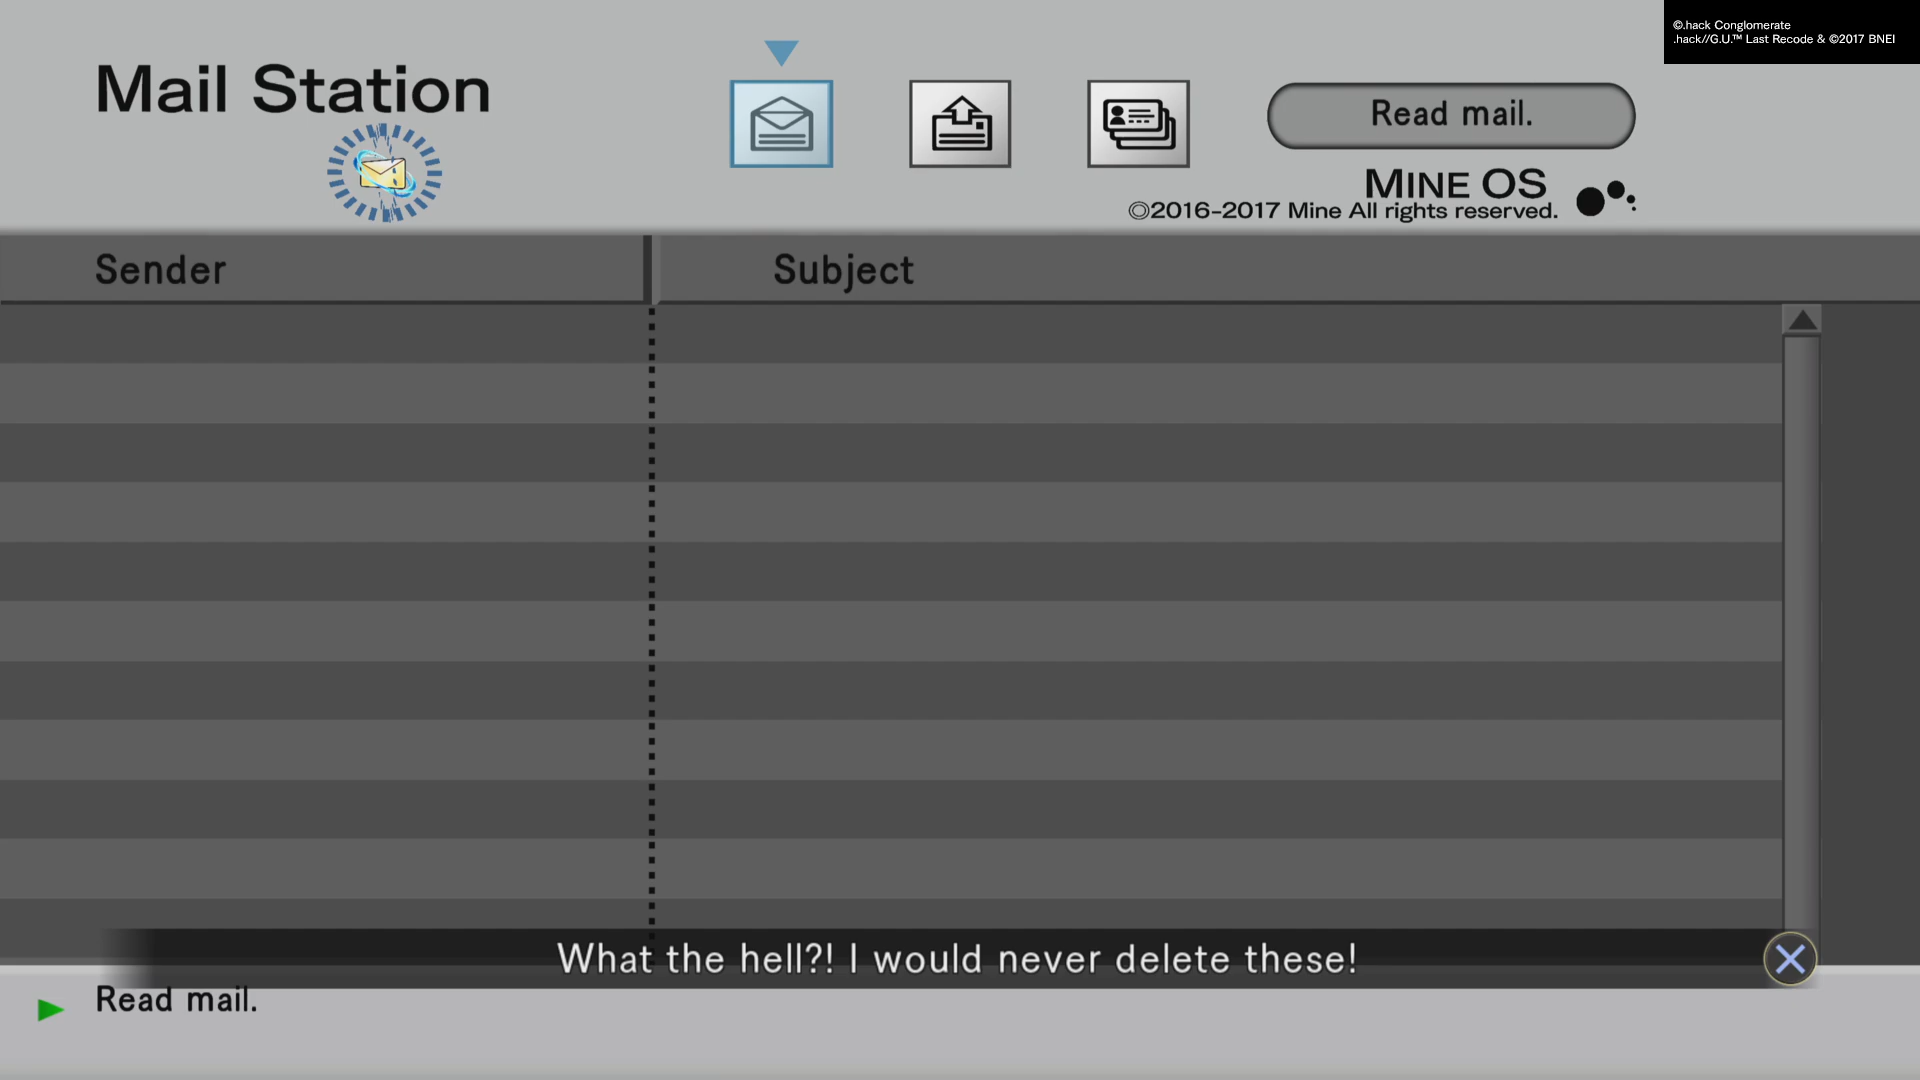 ©.hack Conglomerate
.hack//G.U.™ Last Recode & ©2017 BNEI
Mail Station
Read mail.
MINE OS
©2016-2017 Mine All rights reserved.
Sender
Subject
What the hell?! I would never delete these!
Read mail.